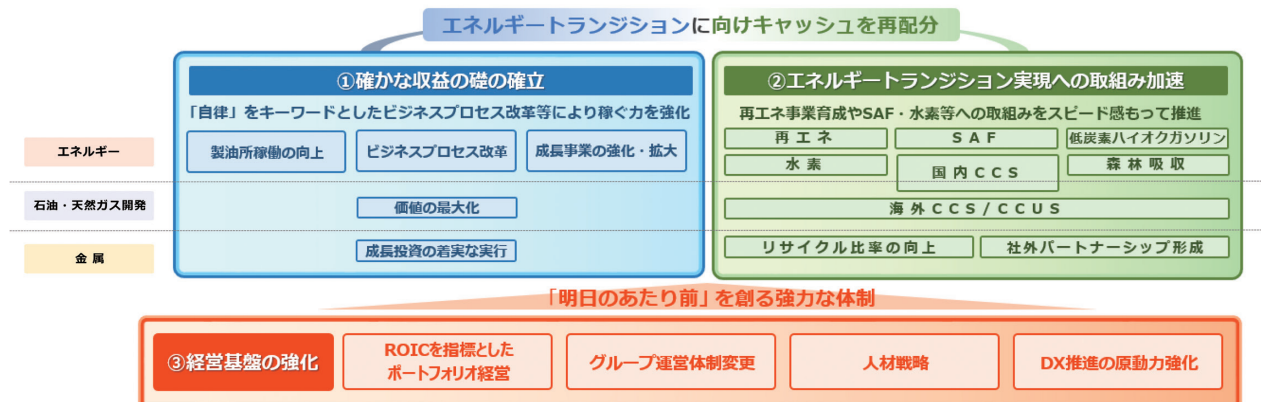 エネルギートランジションに向けキャッシュを再配分
①確かな収益の礎の確立
「自律」をキーワードとしたビジネスプロセス改革等により稼ぐ力を強化
②エネルギートランジション実現への取組み加速
再エネ事業育成やSAF・水素等への取組みをスピード感もって推進
エネルギー
製油所稼働の向上
ビジネスプロセス改革
成長事業の強化・拡大
再エネ
SAF
低炭素ハイオクガソリン
水素
国内CCS
森林吸収
石油・天然ガス開発
価値の最大化
海外CCS/CCUS
金属
成長投資の着実な実行
リサイクル比率の向上
社外パートナーシップ形成
「明日のあたり前」を創る強力な体制
③経営基盤の強化
ROICを指標とした
ポートフォリオ経営
グループ運営体制変更
人材戦略
DX推進の原動力強化